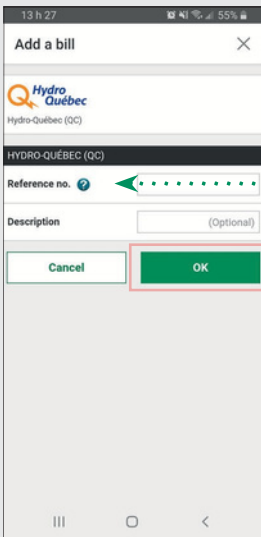 13 h 27 55%
Add a bill
Hydro
Québec
Hydro-Québec (QC)
HYDRO-QUÉBEC (QC)
Reference no. ?
Description (Optional)
Cancel OK